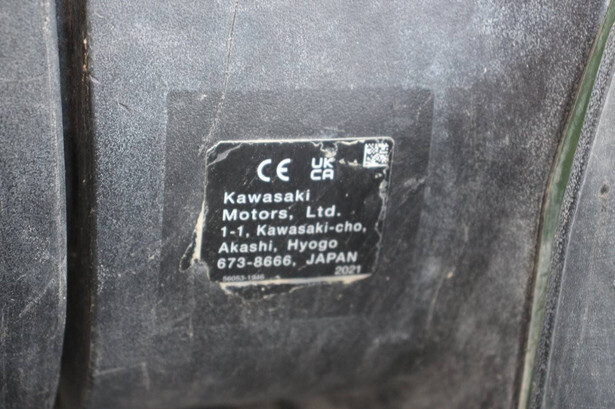 CE UK
CA
Kawasaki
Motors, Ltd.
1-1, Kawasaki-cho,
Akashi, Hyogo
673-8666, JAPAN
2021